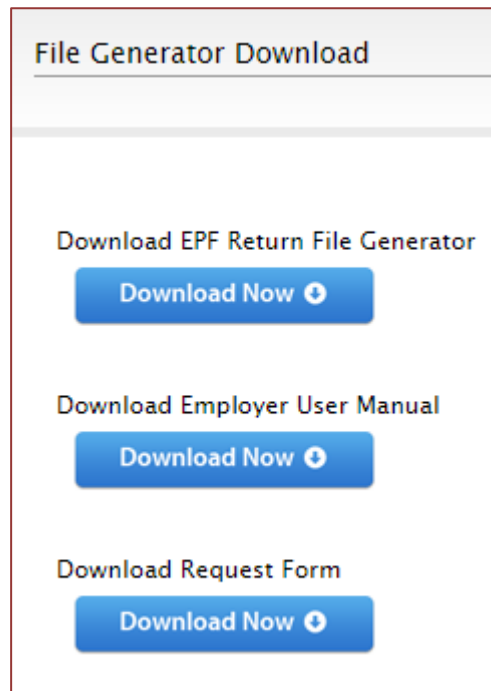 File Generator Download
Download EPF Return File Generator
Download Now
Download Employer User Manual
Download Now
Download Request Form
Download Now